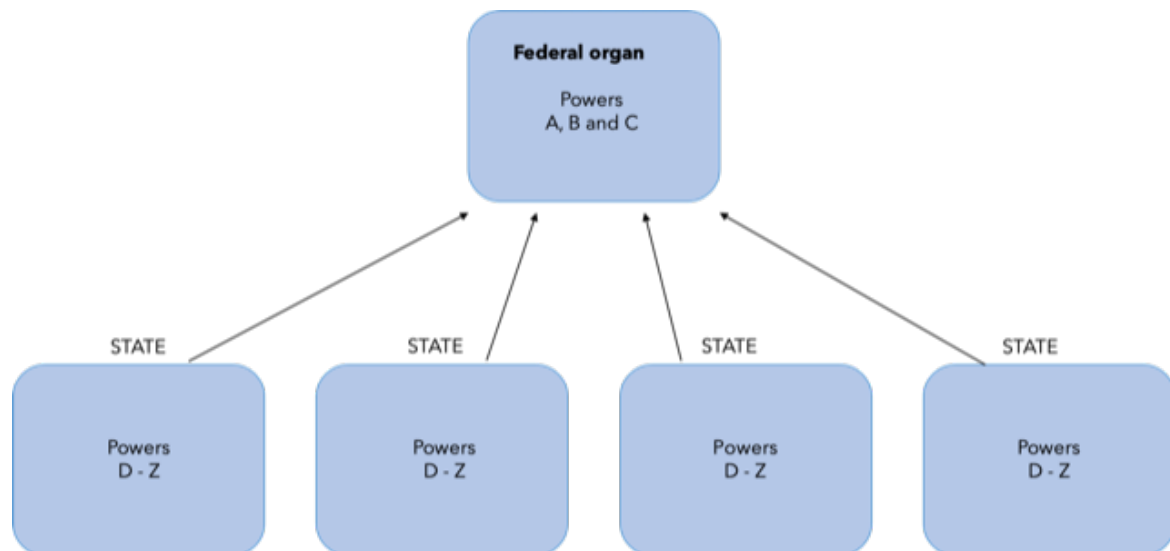 Federal organ
Powers
A, B and C
STATE
STATE
STATE
STATE
Powers
D - Z
Powers
D - Z
Powers
D - Z
Powers
D - Z